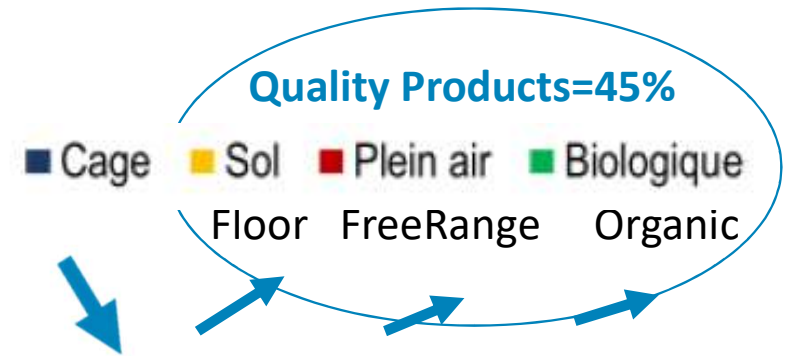 Quality Products=45%
Cage Sol Plein air Biologique
Floor FreeRange Organic